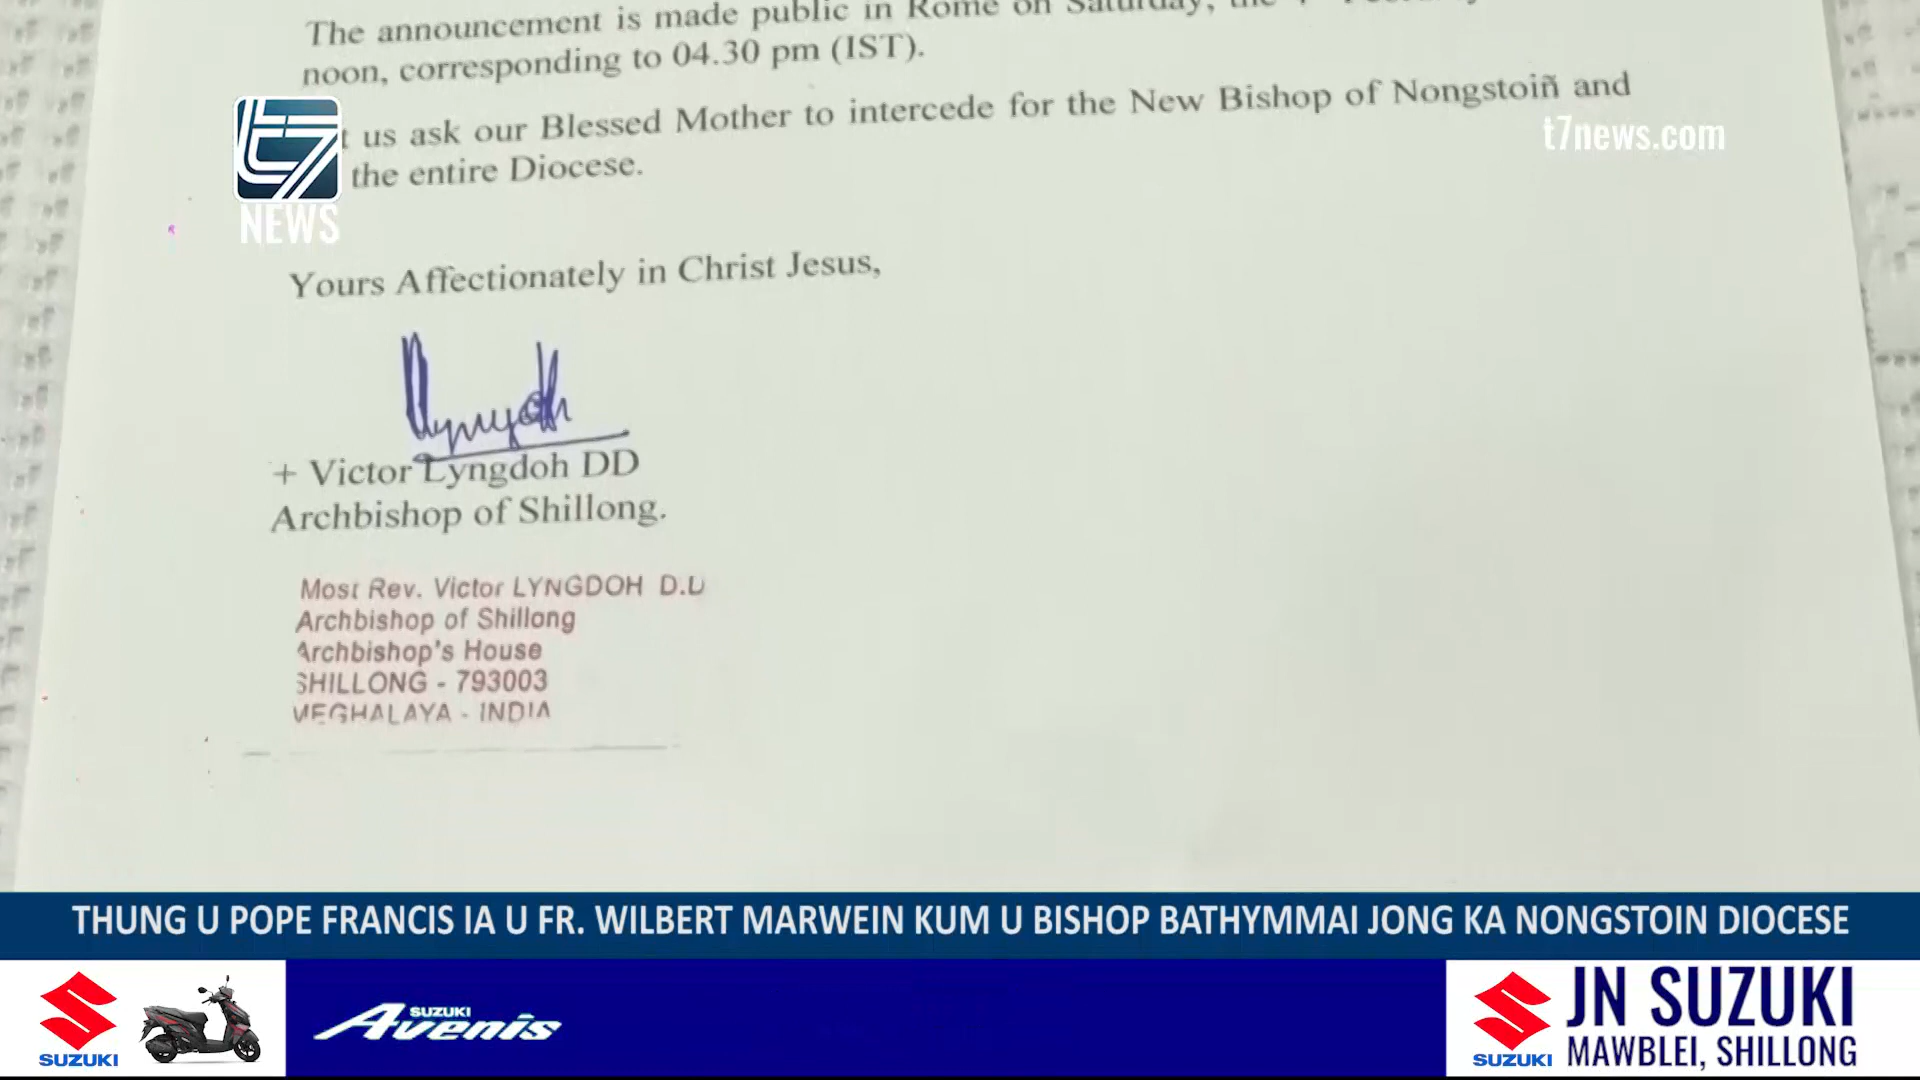 The announcement is made public in Rome on Saturday, the
noon, corresponding to 04.30 pm (IST).
us ask our Blessed Mother to intercede for the New Bishop of Nongstoiñ and
the entire Diocese.
t7
NEWS
t7news.com
Yours Affectionately in Christ Jesus,
Lyngdoh
+ Victor Lyngdoh DD
Archbishop of Shillong.
Most Rev. Victor LYNGDOH D.D
Archbishop of Shillong
Archbishop's House
SHILLONG - 793003
MEGHALAYA - INDIA
THUNG U POPE FRANCIS IA U FR. WILBERT MARWEIN KUM U BISHOP BATHYMMAI JONG KA NONGSTOIN DIOCESE
SUZUKI
SUZUKI
Avenis
SUZUKI
JN SUZUKI
MAWBLEI, SHILLONG